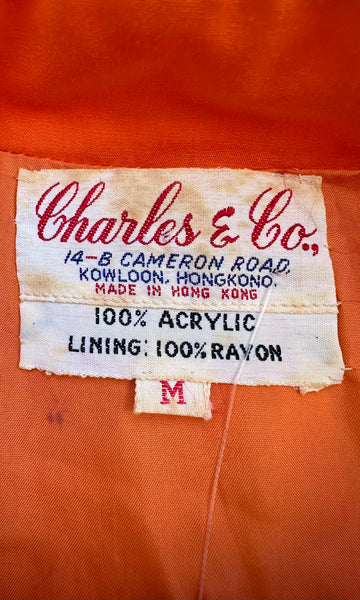 Charles & Co.,
14-B CAMERON ROAD,
KOWLOON, HONGKONG.
MADE IN HONG KONG
100% ACRYLIC
LINING: 100% RAYON
M